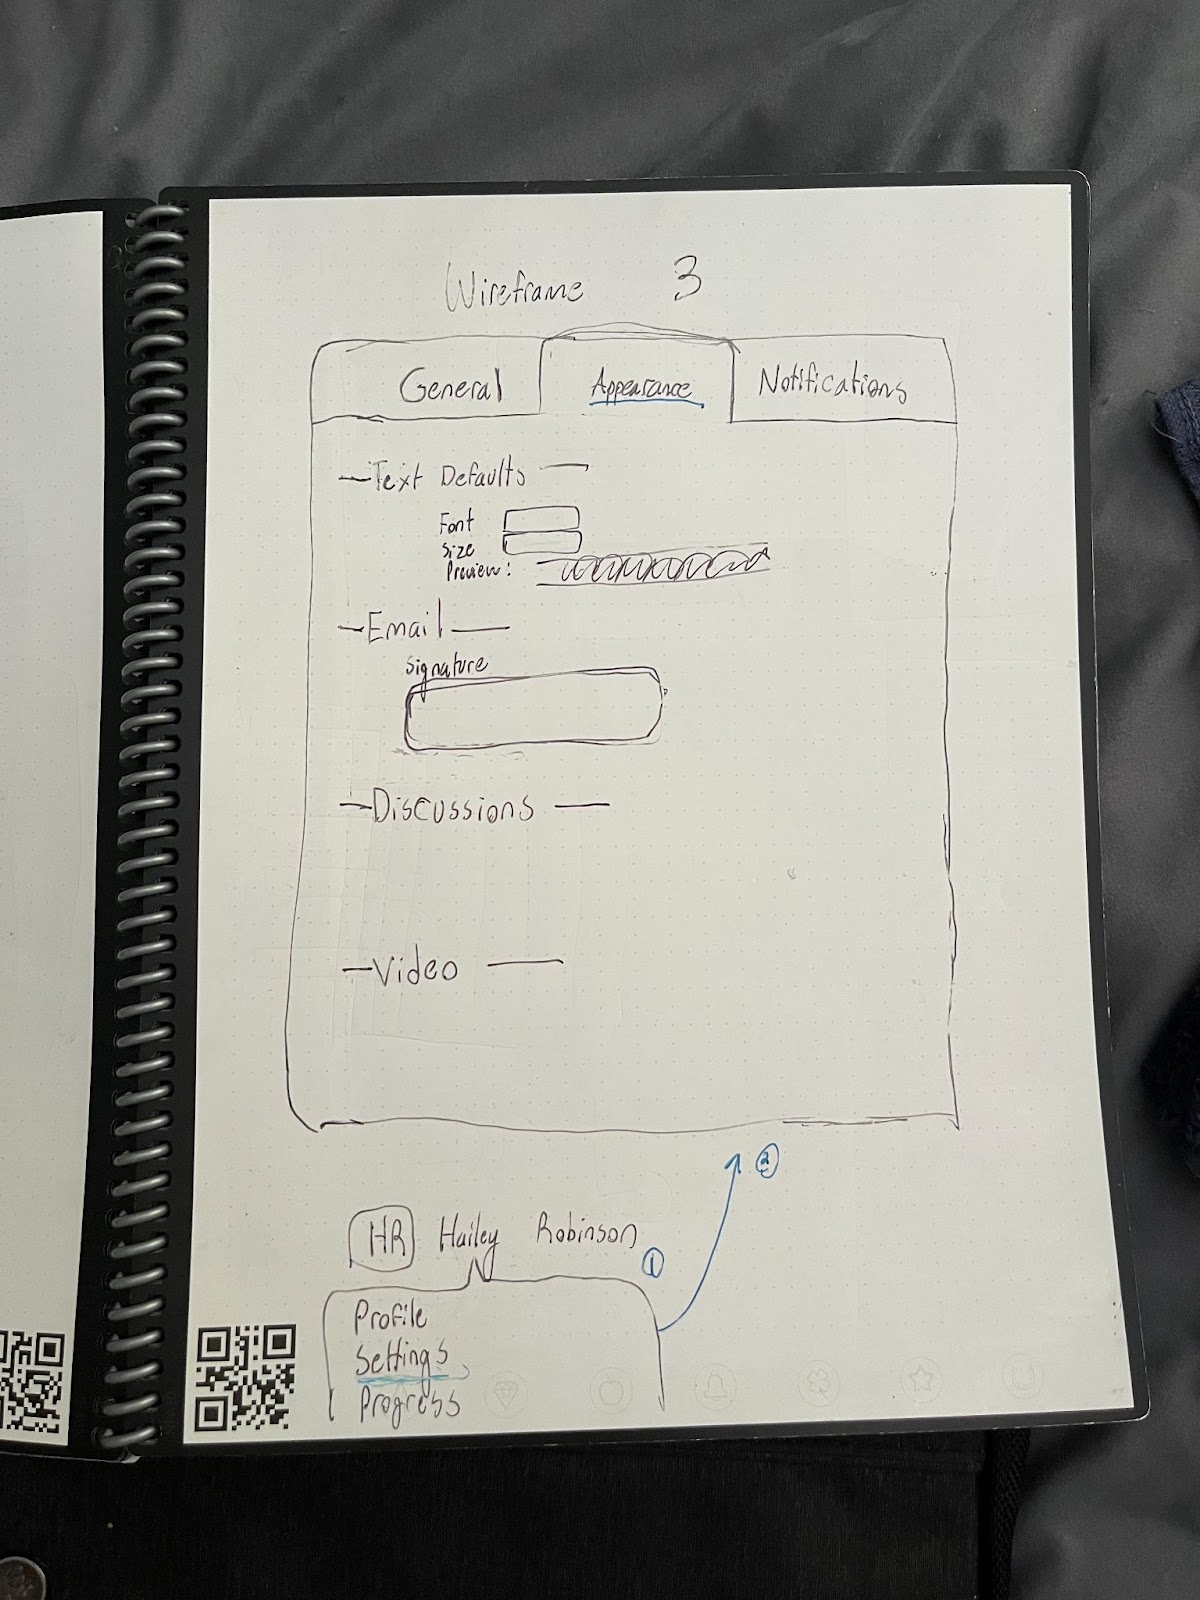 Wireframe 3
General Appearance Notifications
Text Defaults
Font
Size
Preview:
Email
Signature
Discussions
Video
2
HR Hailey Robinson 1
Profile
Settings
Progress